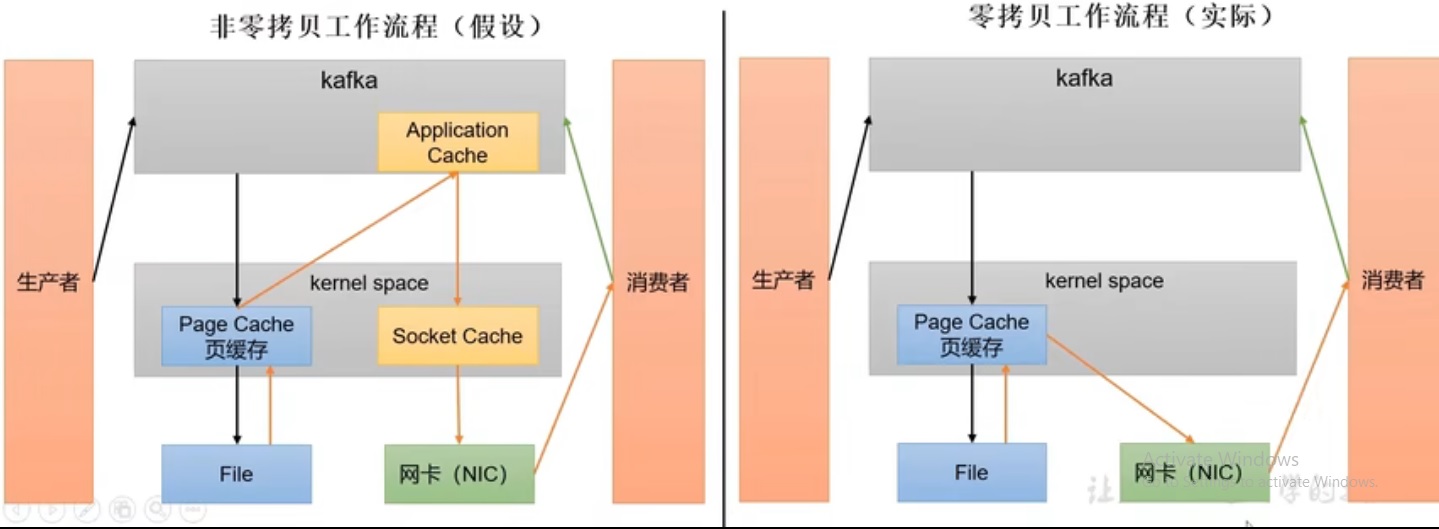 非零拷贝工作流程（假设）
kafka
Application
Cache
生产者
kernel space
消费者
Page Cache
页缓存
Socket Cache
File
网卡（NIC）
零拷贝工作流程（实际）
kafka
生产者
kernel space
消费者
Page Cache
页缓存
File
网卡（NIC）
Activate Windows
to activate Windows.